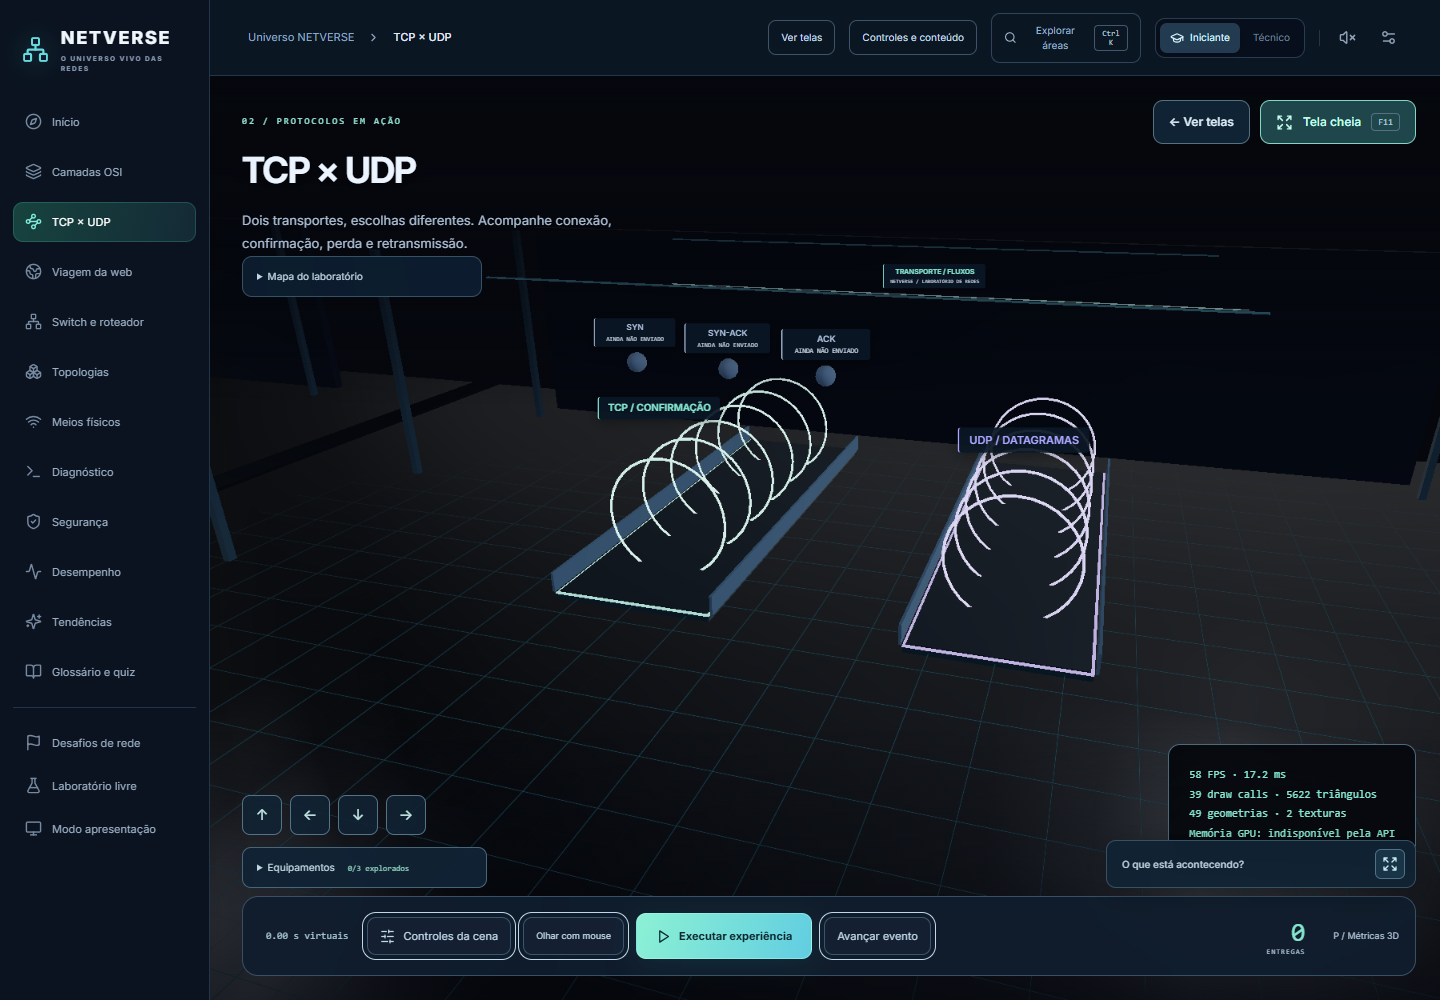 NETVERSE
O UNIVERSO VIVO DAS
REDES
Início
Camadas OSI
TCP × UDP
Viagem da web
Switch e roteador
Topologias
Meios físicos
Diagnóstico
Segurança
Desempenho
Tendências
Glossário e quiz
Desafios de rede
Laboratório livre
Modo apresentação
Universo NETVERSE > TCP × UDP
Ver telas
Controles e conteúdo
Explorar
áreas
Ctrl
K
Iniciante
Técnico
02 / PROTOCOLOS EM AÇÃO
← Ver telas
Tela cheia F11
TCP × UDP
Dois transportes, escolhas diferentes. Acompanhe conexão,
confirmação, perda e retransmissão.
▶ Mapa do laboratório
TRANSPORTE / FLUXOS
NETVERSE / LABORATÓRIO DE REDES
SYN
AINDA NÃO ENVIADO
SYN-ACK
AINDA NÃO ENVIADO
ACK
AINDA NÃO ENVIADO
TCP / CONFIRMAÇÃO
UDP / DATAGRAMAS
58 FPS · 17.2 ms
39 draw calls · 5622 triângulos
49 geometrias · 2 texturas
Memória GPU: indisponível pela API
↑ ← ↓ →
▶ Equipamentos 0/3 explorados
O que está acontecendo?
0.00 s virtuais
Controles da cena
Olhar com mouse
Executar experiência
Avançar evento
0
ENTREGAS
P / Métricas 3D